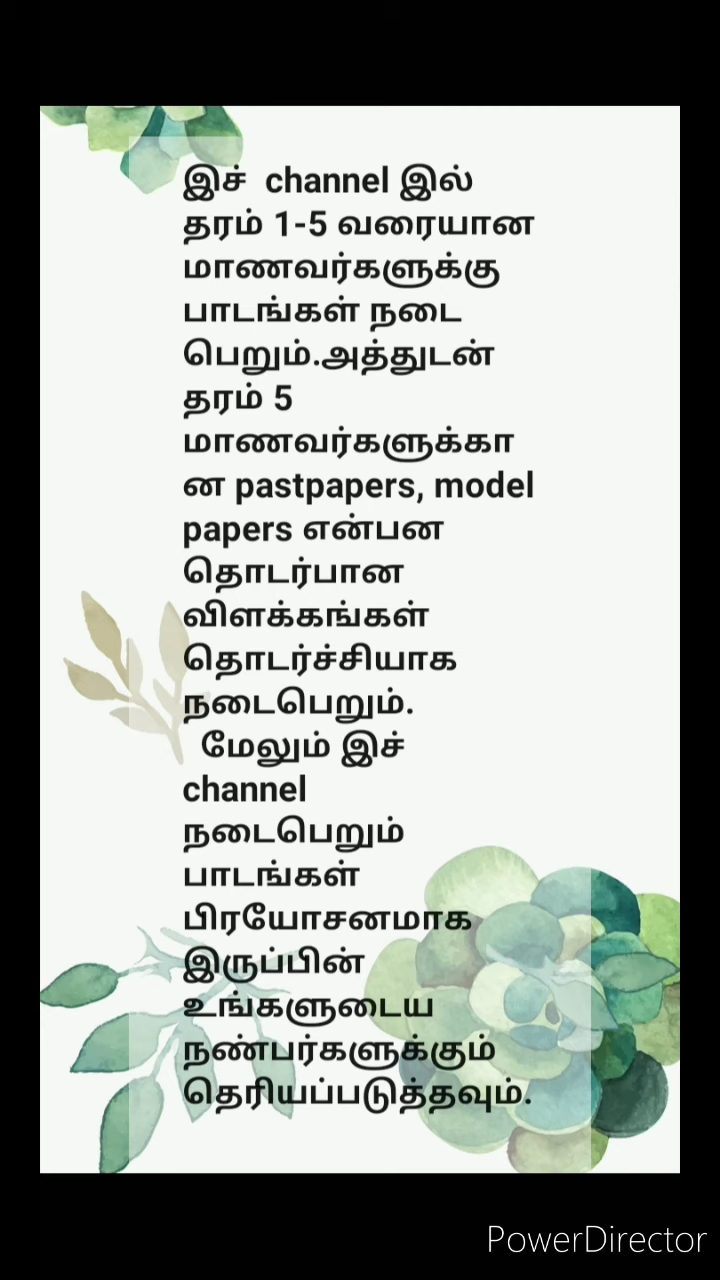 இச்  channel இல்
தரம் 1-5 வரையான
மாணவர்களுக்கு
பாடங்கள் நடை
பெறும்.அத்துடன்
தரம் 5
மாணவர்களுக்கா
ன pastpapers, model
papers என்பன
தொடர்பான
விளக்கங்கள்
தொடர்ச்சியாக
நடைபெறும்.
மேலும் இச்
channel
நடைபெறும்
பாடங்கள்
பிரயோசனமாக
இருப்பின்
உங்களுடைய
நண்பர்களுக்கும்
தெரியப்படுத்தவும்.
PowerDirector